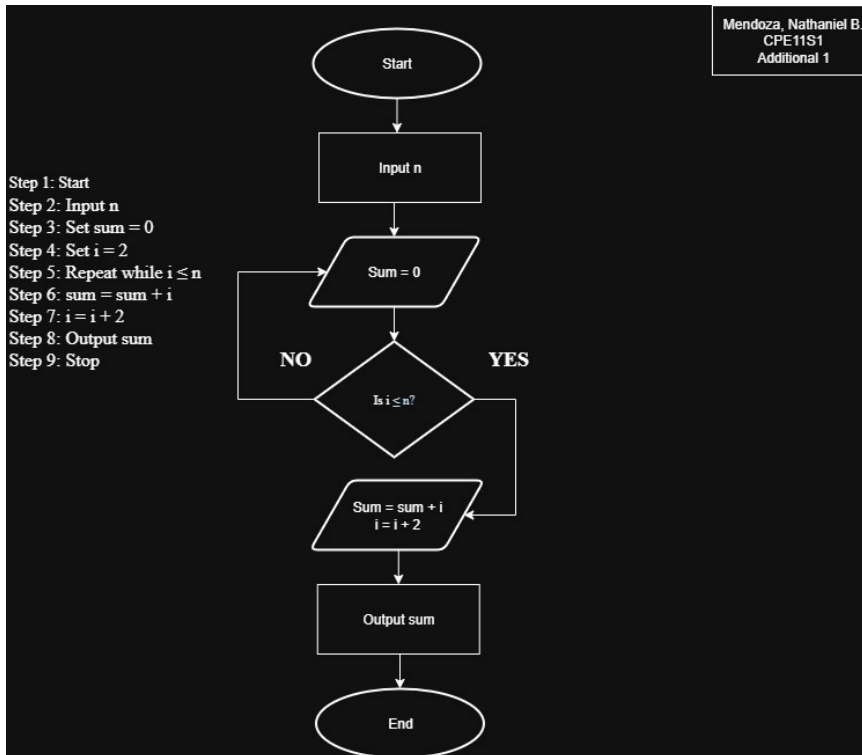 Mendoza, Nathaniel B.
CPE11S1
Additional 1
Start
Input n
Step 1: Start
Step 2: Input n
Step 3: Set sum = 0
Step 4: Set i = 2
Step 5: Repeat while i ≤ n
Step 6: sum = sum + i
Step 7: i = i + 2
Step 8: Output sum
Step 9: Stop
Sum = 0
NO
YES
Is i ≤ n?
Sum = sum + i
i = i + 2
Output sum
End